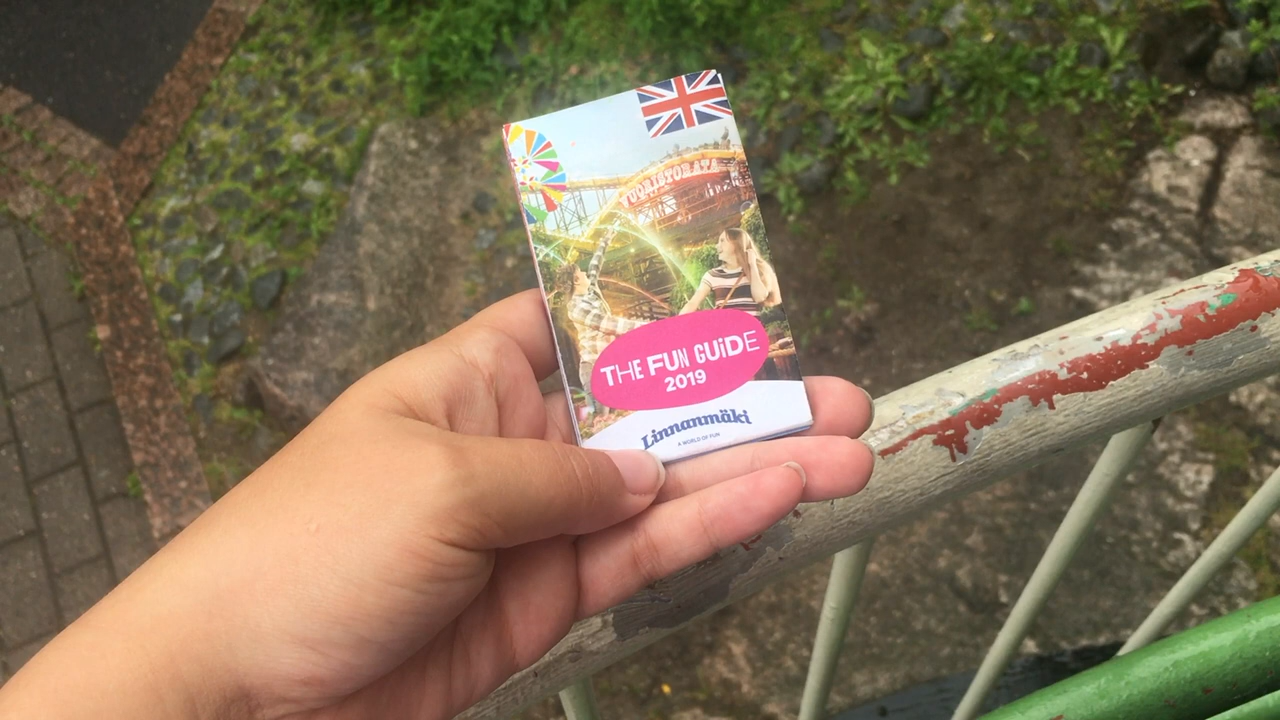 VUORISTORATA
THE FUN GUiDE
2019
Linnanmäki
A WORLD OF FUN